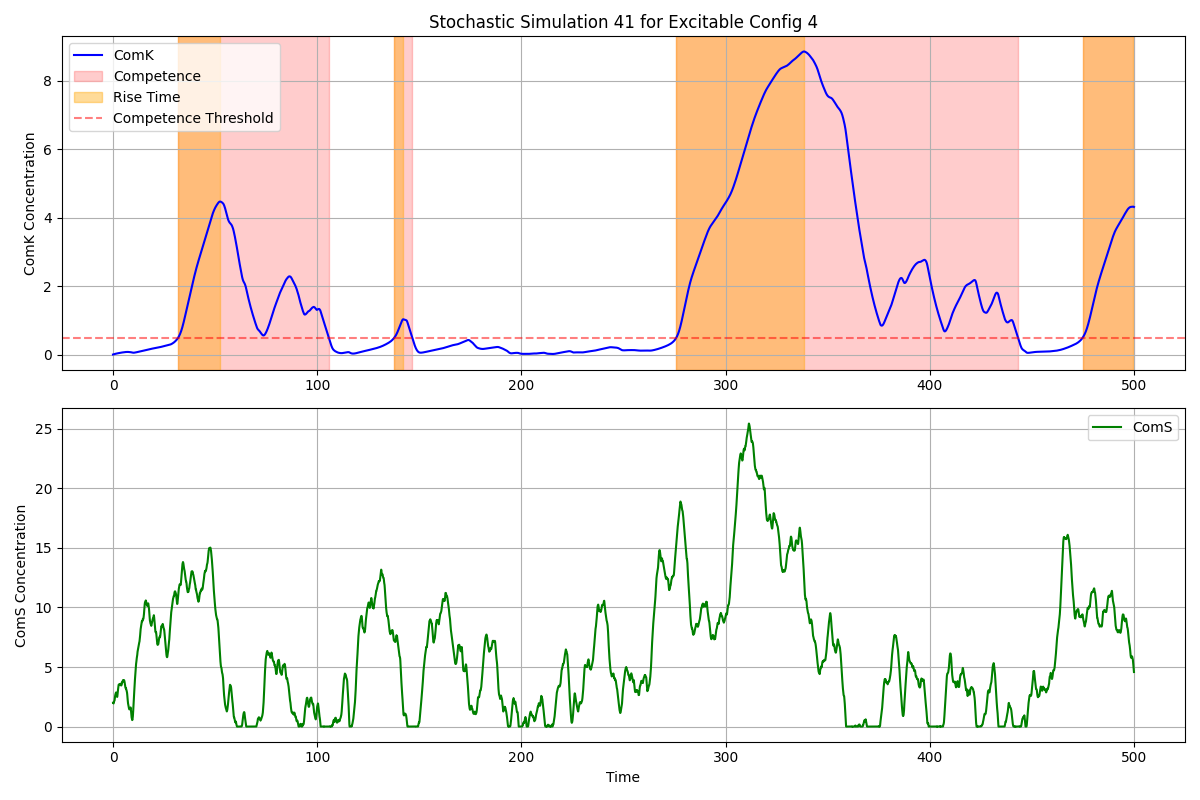 Stochastic Simulation 41 for Excitable Config 4
ComK Concentration
8
6
4
2
0
ComK
Competence
Rise Time
Competence Threshold
0 100 200 300 400 500
ComS Concentration
25
20
15
10
5
0
ComS
0 100 200 300 400 500
Time